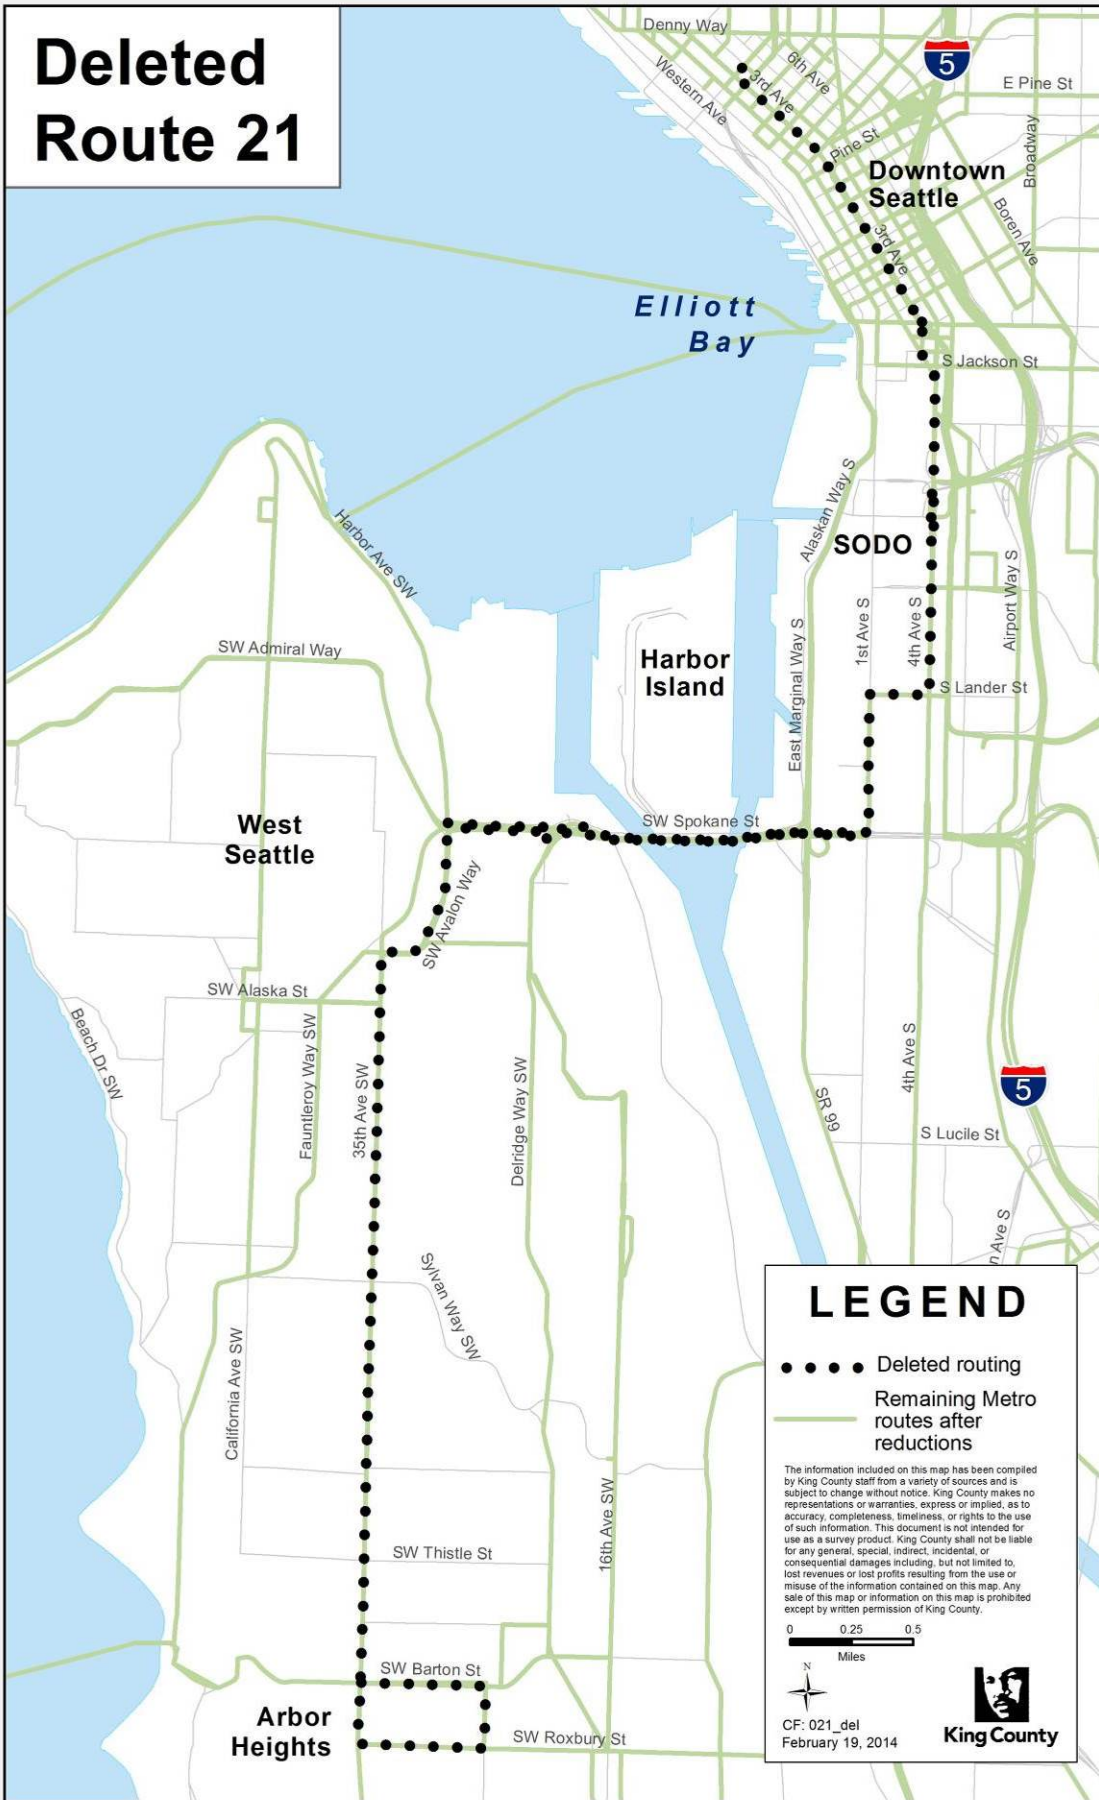 Deleted
Route 21
Denny Way
5
6th Ave
Western Ave
3rd Ave
E Pine St
Pine St
Broadway
Downtown
Seattle
Boren Ave
3rd Ave
Elliott
Bay
S Jackson St
Alaskan Way S
Harbor Ave SW
SODO
Airport Way S
1st Ave S
4th Ave S
SW Admiral Way
Harbor
Island
East Marginal Way S
S Lander St
West
Seattle
SW Spokane St
SW Avalon Way
SW Alaska St
Beach Dr SW
Fauntleroy Way SW
35th Ave SW
Delridge Way SW
4th Ave S
5
SR 99
S Lucile St
n Ave S
Sylvan Way SW
California Ave SW
16th Ave SW
SW Thistle St
SW Barton St
Arbor
Heights
SW Roxbury St
LEGEND
Deleted routing
Remaining Metro
routes after
reductions
The information included on this map has been compiled
by King County staff from a variety of sources and is
subject to change without notice. King County makes no
representations or warranties, express or implied, as to
accuracy, completeness, timeliness, or rights to the use
of such information. This document is not intended for
use as a survey product. King County shall not be liable
for any general, special, indirect, incidental, or
consequential damages including, but not limited to,
lost revenues or lost profits resulting from the use or
misuse of the information contained on this map. Any
sale of this map or information on this map is prohibited
except by written permission of King County.
0 0.25 0.5
Miles
N
CF: 021_del
February 19, 2014
King County